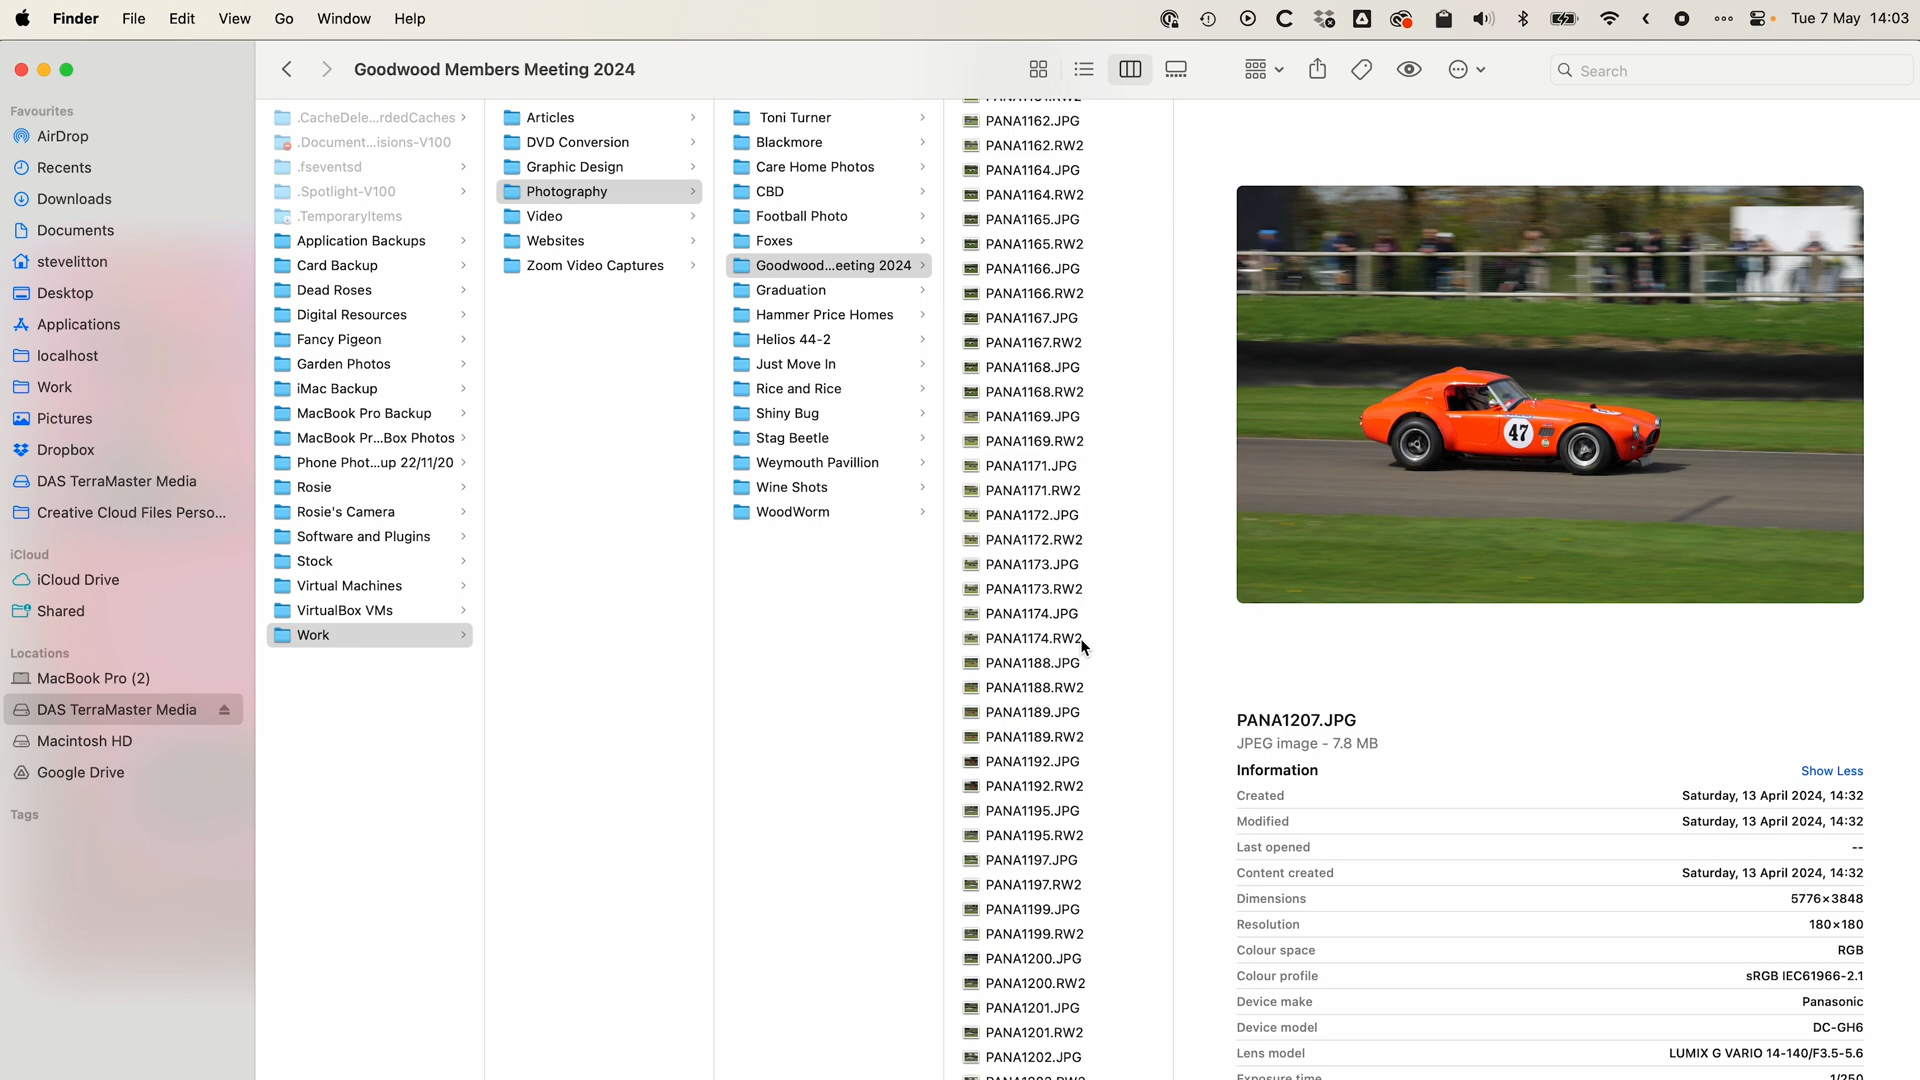 Finder File Edit View Go Window Help Tue 7 May 14:03
Goodwood Members Meeting 2024 Search
Favourites
AirDrop
Recents
Downloads
Documents
stevelitton
Desktop
Applications
localhost
Work
Pictures
Dropbox
DAS TerraMaster Media
Creative Cloud Files Perso...
iCloud
iCloud Drive
Shared
Locations
MacBook Pro (2)
DAS TerraMaster Media
Macintosh HD
Google Drive
Tags
.CacheDele...rdedCaches
.Document...isions-V100
.fseventsd
.Spotlight-V100
.TemporaryItems
Application Backups
Card Backup
Dead Roses
Digital Resources
Fancy Pigeon
Garden Photos
iMac Backup
MacBook Pro Backup
MacBook Pr...Box Photos
Phone Phot...up 22/11/20
Rosie
Rosie's Camera
Software and Plugins
Stock
Virtual Machines
VirtualBox VMs
Work
Articles
DVD Conversion
Graphic Design
Photography
Video
Websites
Zoom Video Captures
Toni Turner
Blackmore
Care Home Photos
CBD
Football Photo
Foxes
Goodwood...eeting 2024
Graduation
Hammer Price Homes
Helios 44-2
Just Move In
Rice and Rice
Shiny Bug
Stag Beetle
Weymouth Pavillion
Wine Shots
WoodWorm
PANA1162.JPG
PANA1162.RW2
PANA1164.JPG
PANA1164.RW2
PANA1165.JPG
PANA1165.RW2
PANA1166.JPG
PANA1166.RW2
PANA1167.JPG
PANA1167.RW2
PANA1168.JPG
PANA1168.RW2
PANA1169.JPG
PANA1169.RW2
PANA1171.JPG
PANA1171.RW2
PANA1172.JPG
PANA1172.RW2
PANA1173.JPG
PANA1173.RW2
PANA1174.JPG
PANA1174.RW2
PANA1188.JPG
PANA1188.RW2
PANA1189.JPG
PANA1189.RW2
PANA1192.JPG
PANA1192.RW2
PANA1195.JPG
PANA1195.RW2
PANA1197.JPG
PANA1197.RW2
PANA1199.JPG
PANA1199.RW2
PANA1200.JPG
PANA1200.RW2
PANA1201.JPG
PANA1201.RW2
PANA1202.JPG
47
PANA1207.JPG
JPEG image - 7.8 MB
Information Show Less
Created Saturday, 13 April 2024, 14:32
Modified Saturday, 13 April 2024, 14:32
Last opened --
Content created Saturday, 13 April 2024, 14:32
Dimensions 5776×3848
Resolution 180×180
Colour space RGB
Colour profile sRGB IEC61966-2.1
Device make Panasonic
Device model DC-GH6
Lens model LUMIX G VARIO 14-140/F3.5-5.6
Exposure time 1/250